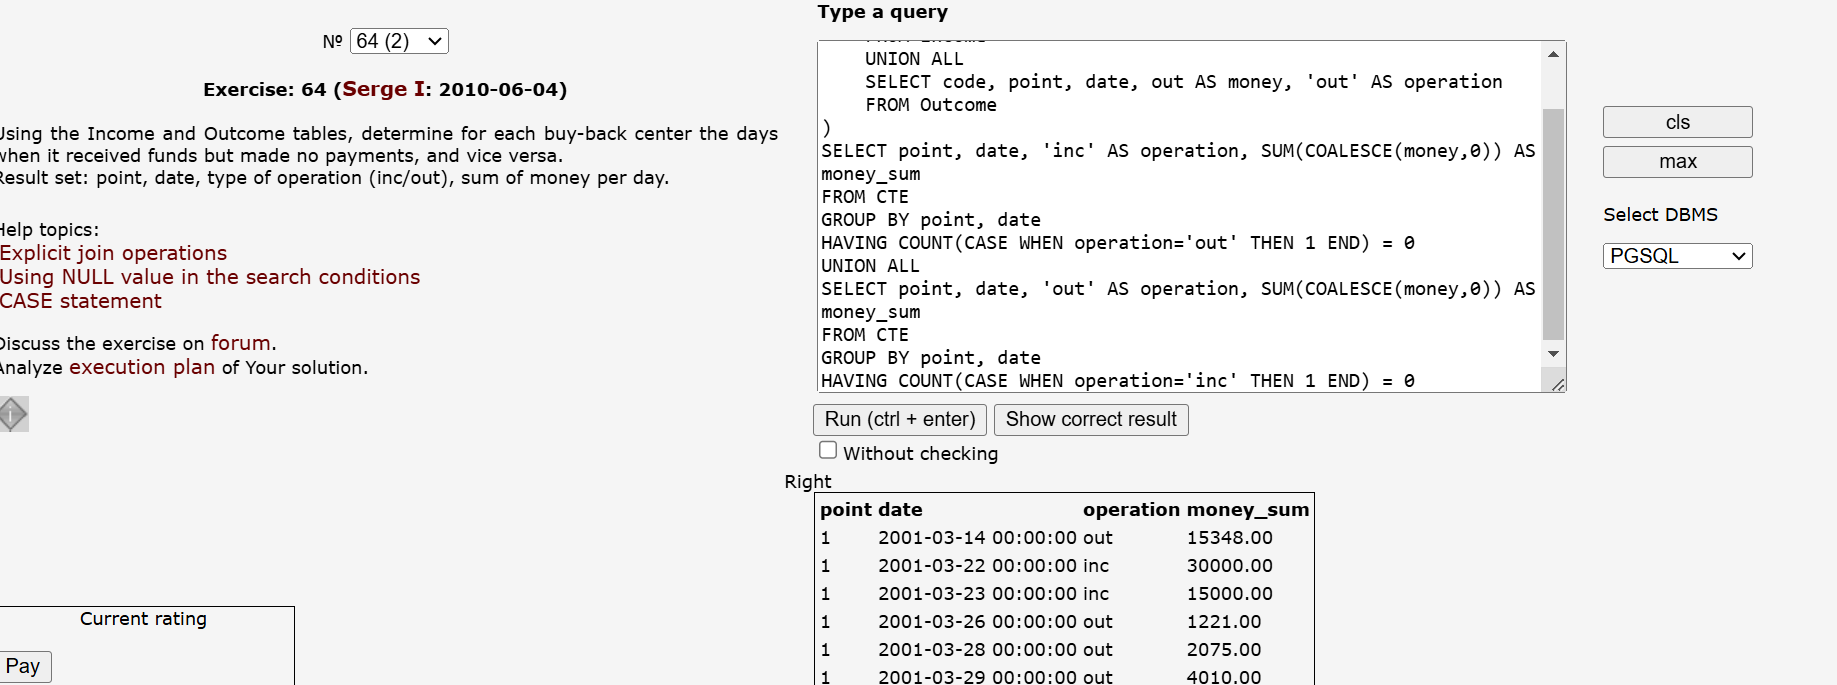 № 64 (2)
Exercise: 64 (Serge I: 2010-06-04)
Using the Income and Outcome tables, determine for each buy-back center the days
when it received funds but made no payments, and vice versa.
Result set: point, date, type of operation (inc/out), sum of money per day.
Help topics:
Explicit join operations
Using NULL value in the search conditions
CASE statement
Discuss the exercise on forum.
Analyze execution plan of Your solution.
Current rating
Pay
Type a query
UNION ALL
SELECT code, point, date, out AS money, 'out' AS operation
FROM Outcome
)
SELECT point, date, 'inc' AS operation, SUM(COALESCE(money,0)) AS
money_sum
FROM CTE
GROUP BY point, date
HAVING COUNT(CASE WHEN operation='out' THEN 1 END) = 0
UNION ALL
SELECT point, date, 'out' AS operation, SUM(COALESCE(money,0)) AS
money_sum
FROM CTE
GROUP BY point, date
HAVING COUNT(CASE WHEN operation='inc' THEN 1 END) = 0
Run (ctrl + enter) Show correct result
Without checking
Right
point date operation money_sum
1 2001-03-14 00:00:00 out 15348.00
1 2001-03-22 00:00:00 inc 30000.00
1 2001-03-23 00:00:00 inc 15000.00
1 2001-03-26 00:00:00 out 1221.00
1 2001-03-28 00:00:00 out 2075.00
1 2001-03-29 00:00:00 out 4010.00
cls
max
Select DBMS
PGSQL